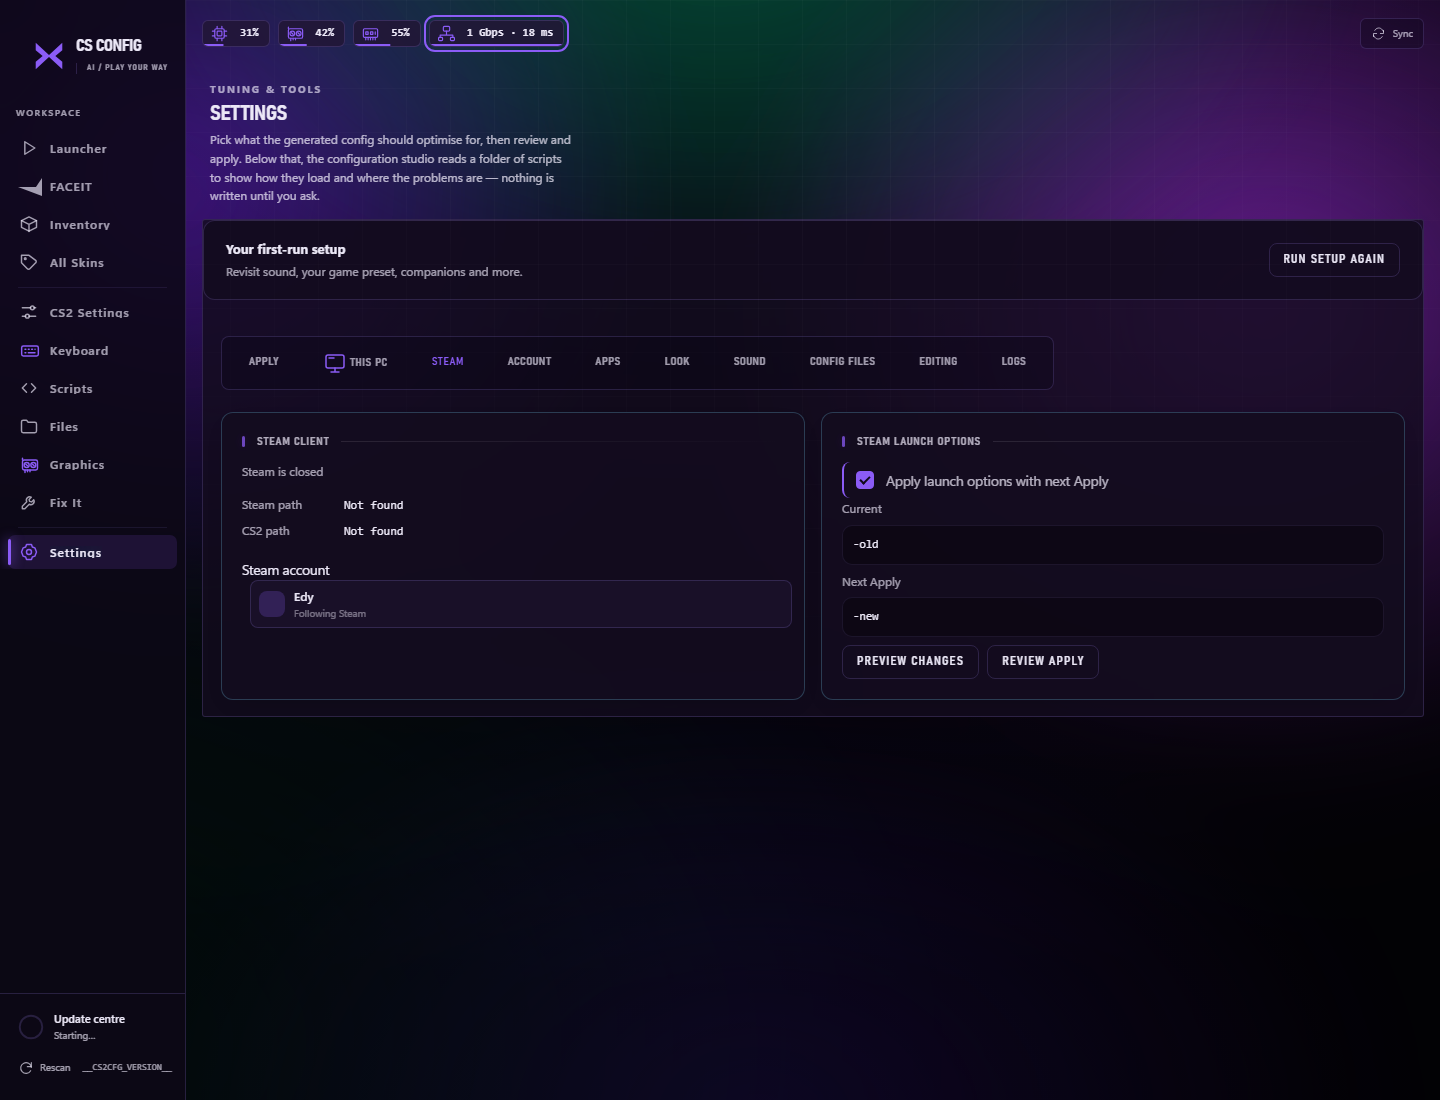 CS CONFIG
AI / PLAY YOUR WAY
31%
42%
55%
1 Gbps · 18 ms
Sync
WORKSPACE
Launcher
FACEIT
Inventory
All Skins
CS2 Settings
Keyboard
Scripts
Files
Graphics
Fix It
Settings
TUNING & TOOLS
SETTINGS
Pick what the generated config should optimise for, then review and
apply. Below that, the configuration studio reads a folder of scripts
to show how they load and where the problems are — nothing is
written until you ask.
Your first-run setup
Revisit sound, your game preset, companions and more.
RUN SETUP AGAIN
APPLY
THIS PC
STEAM
ACCOUNT
APPS
LOOK
SOUND
CONFIG FILES
EDITING
LOGS
STEAM CLIENT
Steam is closed
Steam path Not found
CS2 path Not found
Steam account
Edy
Following Steam
STEAM LAUNCH OPTIONS
Apply launch options with next Apply
Current
-old
Next Apply
-new
PREVIEW CHANGES
REVIEW APPLY
Update centre
Starting...
Rescan
__CS2CFG_VERSION__